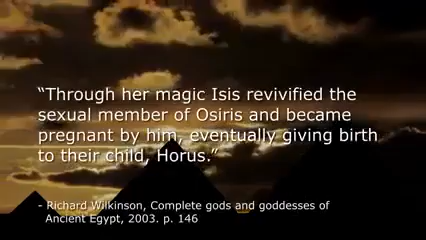 “Through her magic Isis revivified the
sexual member of Osiris and became
pregnant by him, eventually giving birth
to their child, Horus.”
- Richard Wilkinson, Complete gods and goddesses of
Ancient Egypt, 2003. p. 146